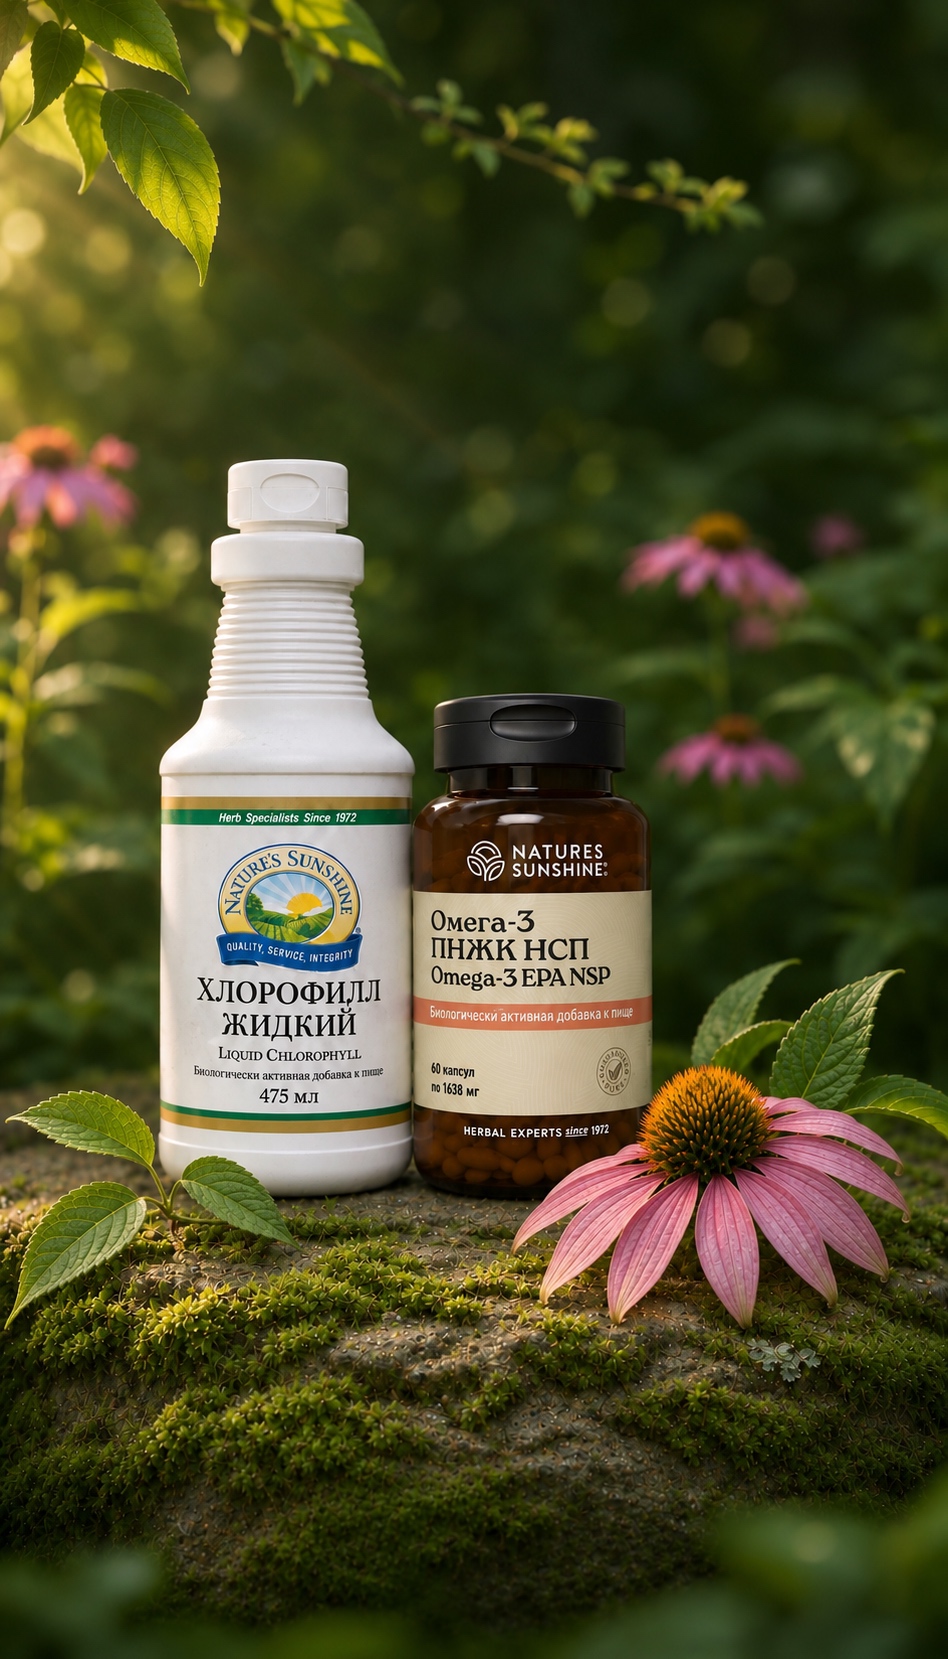 Herb Specialists Since 1972
NATURE'S SUNSHINE
QUALITY, SERVICE, INTEGRITY
ХЛОРОФИЛЛ
ЖИДКИЙ
LIQUID CHLOROPHYLL
Биологически активная добавка к пище
475 мл
NATURES
SUNSHINE®
Омега-3
ПНЖК НСП
Omega-3 EPA NSP
Биологически активная добавка к пище
60 капсул
по 1638 мг
HERBAL EXPERTS since 1972